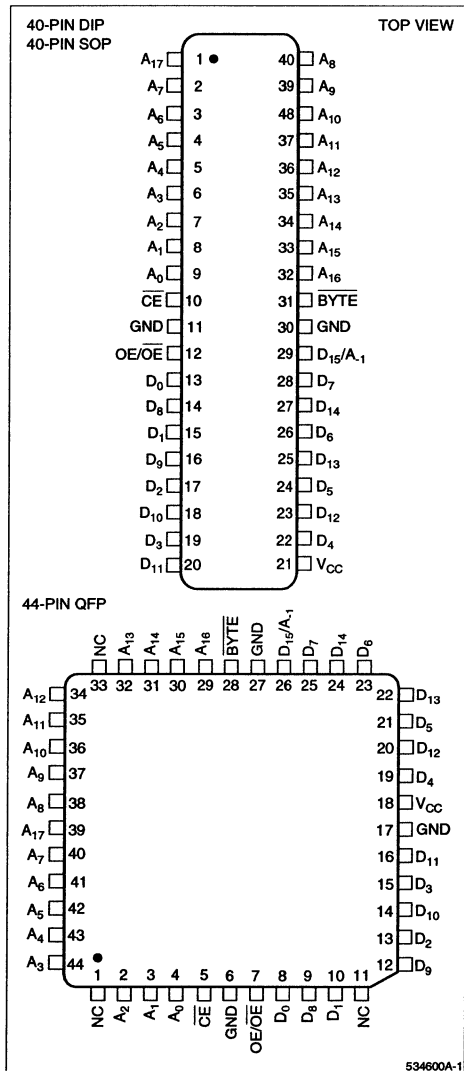 40-PIN DIP TOP VIEW
40-PIN SOP
A17 1 40 A8
A7 2 39 A9
A6 3 48 A10
A5 4 37 A11
A4 5 36 A12
A3 6 35 A13
A2 7 34 A14
A1 8 33 A15
A0 9 32 A16
C̅E̅ 10 31 B̅Y̅T̅E̅
GND 11 30 GND
OE/O̅E̅ 12 29 D15/A-1
D0 13 28 D7
D8 14 27 D14
D1 15 26 D6
D9 16 25 D13
D2 17 24 D5
D10 18 23 D12
D3 19 22 D4
D11 20 21 VCC
44-PIN QFP
NC A13 A14 A15 A16 B̅Y̅T̅E̅ GND D15/A-1 D7 D14 D6
33 32 31 30 29 28 27 26 25 24 23
A12 34 22 D13
A11 35 21 D5
A10 36 20 D12
A9 37 19 D4
A8 38 18 VCC
A17 39 17 GND
A7 40 16 D11
A6 41 15 D3
A5 42 14 D10
A4 43 13 D2
A3 44 12 D9
1 2 3 4 5 6 7 8 9 10 11
NC A2 A1 A0 C̅E̅ GND OE/O̅E̅ D0 D8 D1 NC
534600A-1